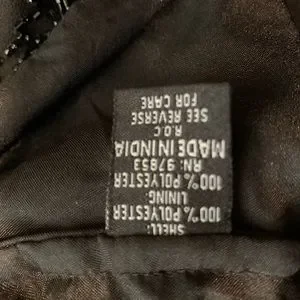 SHELL:
100% POLYESTER
LINING
100% POLYESTER
RN: 97853
MADE IN INDIA
R.O.C
SEE REVERSE
FOR CARE